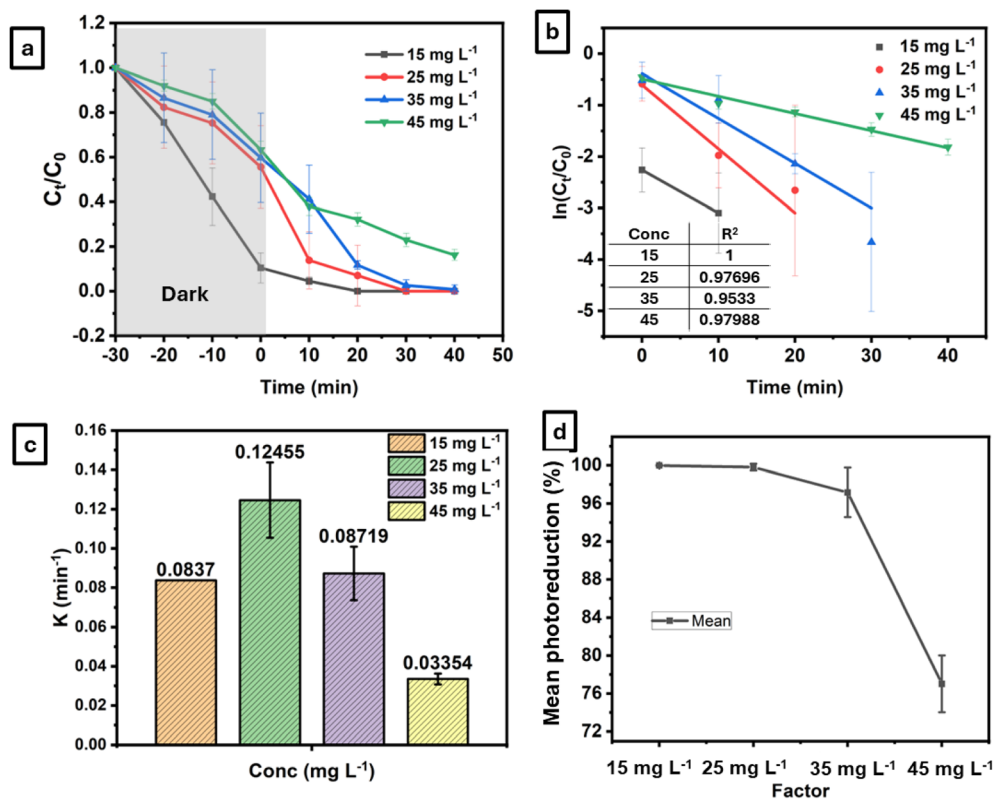 a
1.2
1.0
0.8
0.6
0.4
0.2
0.0
-0.2
Cₜ/C₀
15 mg L⁻¹
25 mg L⁻¹
35 mg L⁻¹
45 mg L⁻¹
Dark
-30 -20 -10 0 10 20 30 40 50
Time (min)
b
0
-1
-2
-3
-4
-5
ln(Cₜ/C₀)
15 mg L⁻¹
25 mg L⁻¹
35 mg L⁻¹
45 mg L⁻¹
Conc R²
15 1
25 0.97696
35 0.9533
45 0.97988
0 10 20 30 40
Time (min)
c
0.16
0.14
0.12
0.10
0.08
0.06
0.04
0.02
0.00
K (min⁻¹)
15 mg L⁻¹
25 mg L⁻¹
35 mg L⁻¹
45 mg L⁻¹
0.0837
0.12455
0.08719
0.03354
Conc (mg L⁻¹)
d
100
96
92
88
84
80
76
72
Mean photoreduction (%)
Mean
15 mg L⁻¹ 25 mg L⁻¹ 35 mg L⁻¹ 45 mg L⁻¹
Factor